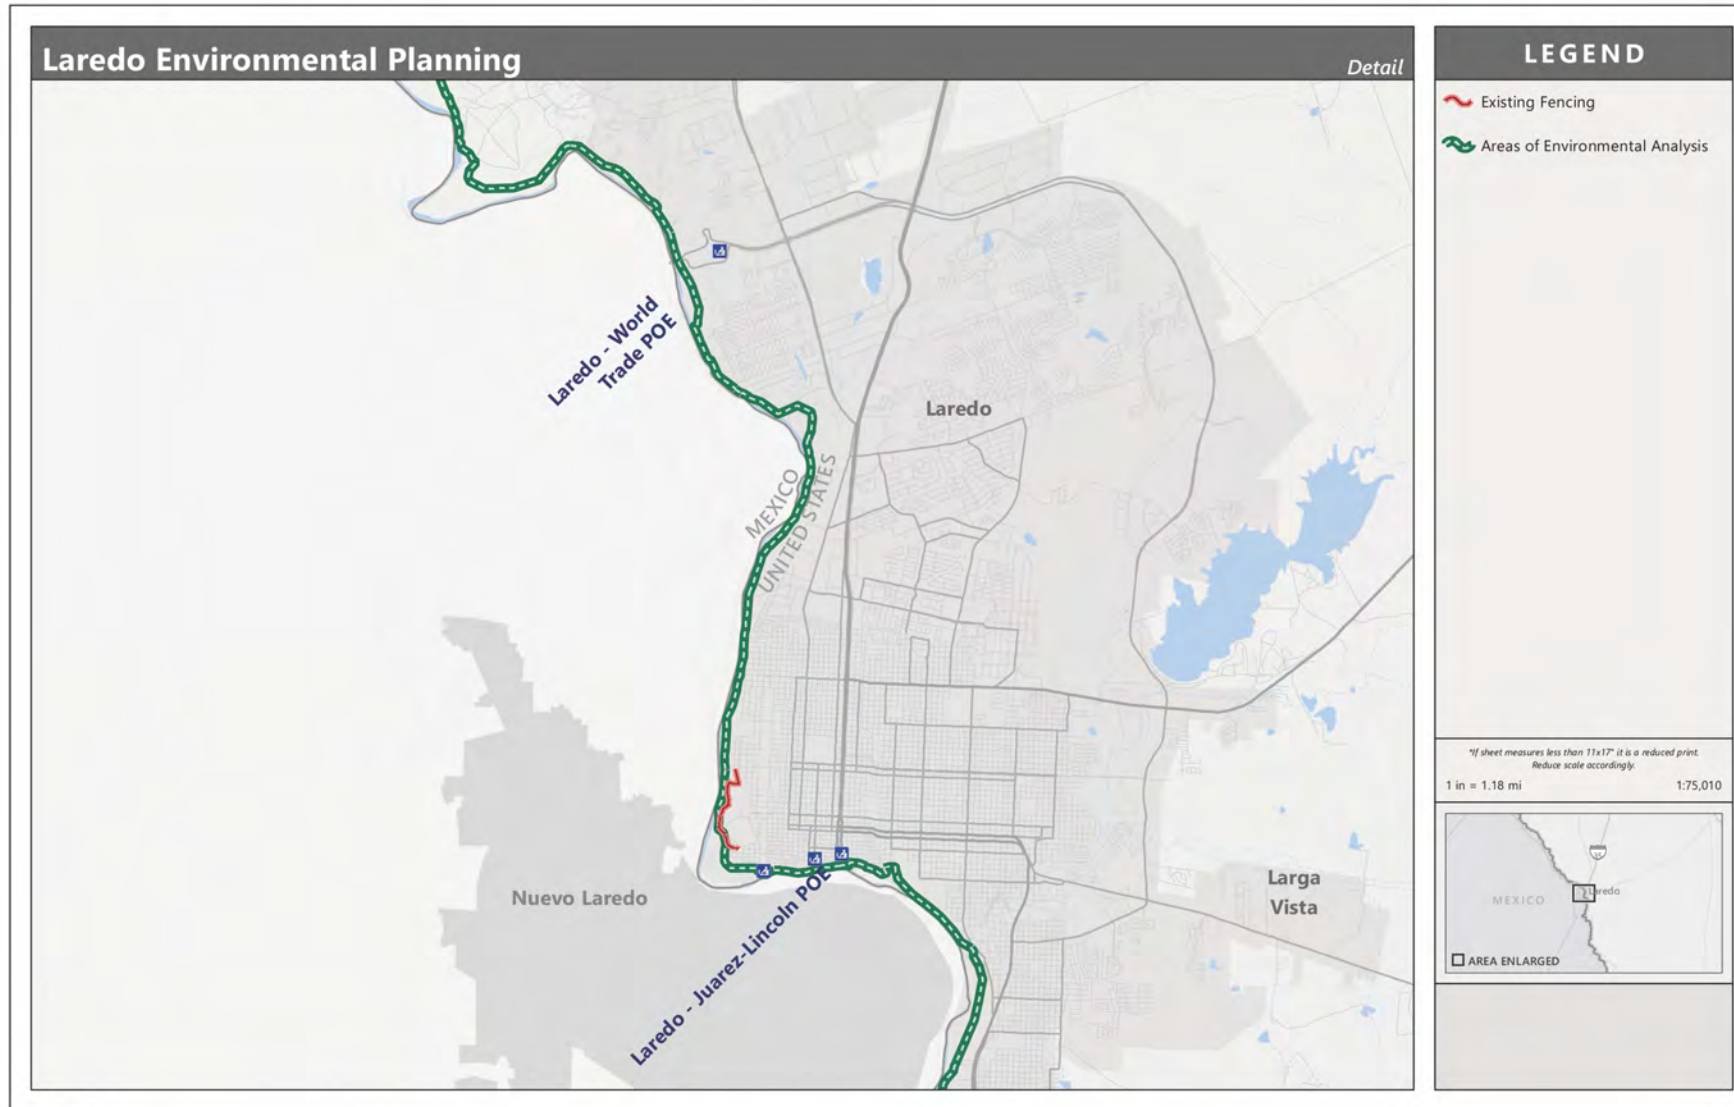 Laredo Environmental Planning
Detail
Laredo - World
Trade POE
Laredo
MEXICO
UNITED STATES
Nuevo Laredo
Laredo - Juarez-Lincoln POE
Larga
Vista
LEGEND
Existing Fencing
Areas of Environmental Analysis
*If sheet measures less than 11x17" it is a reduced print.
Reduce scale accordingly.
1 in = 1.18 mi
1:75,010
35
Laredo
MEXICO
AREA ENLARGED